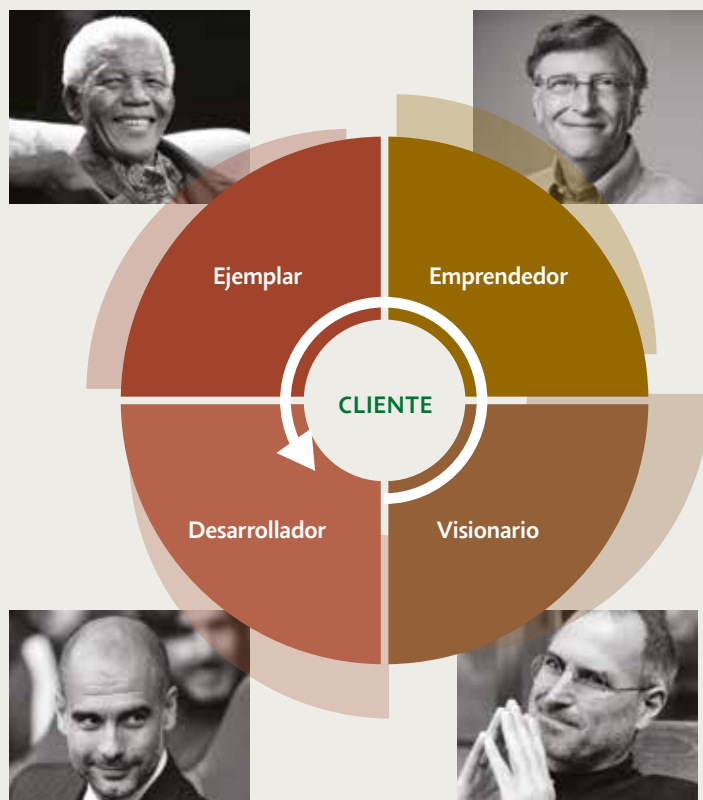 Ejemplar
Emprendedor
CLIENTE
Desarrollador
Visionario